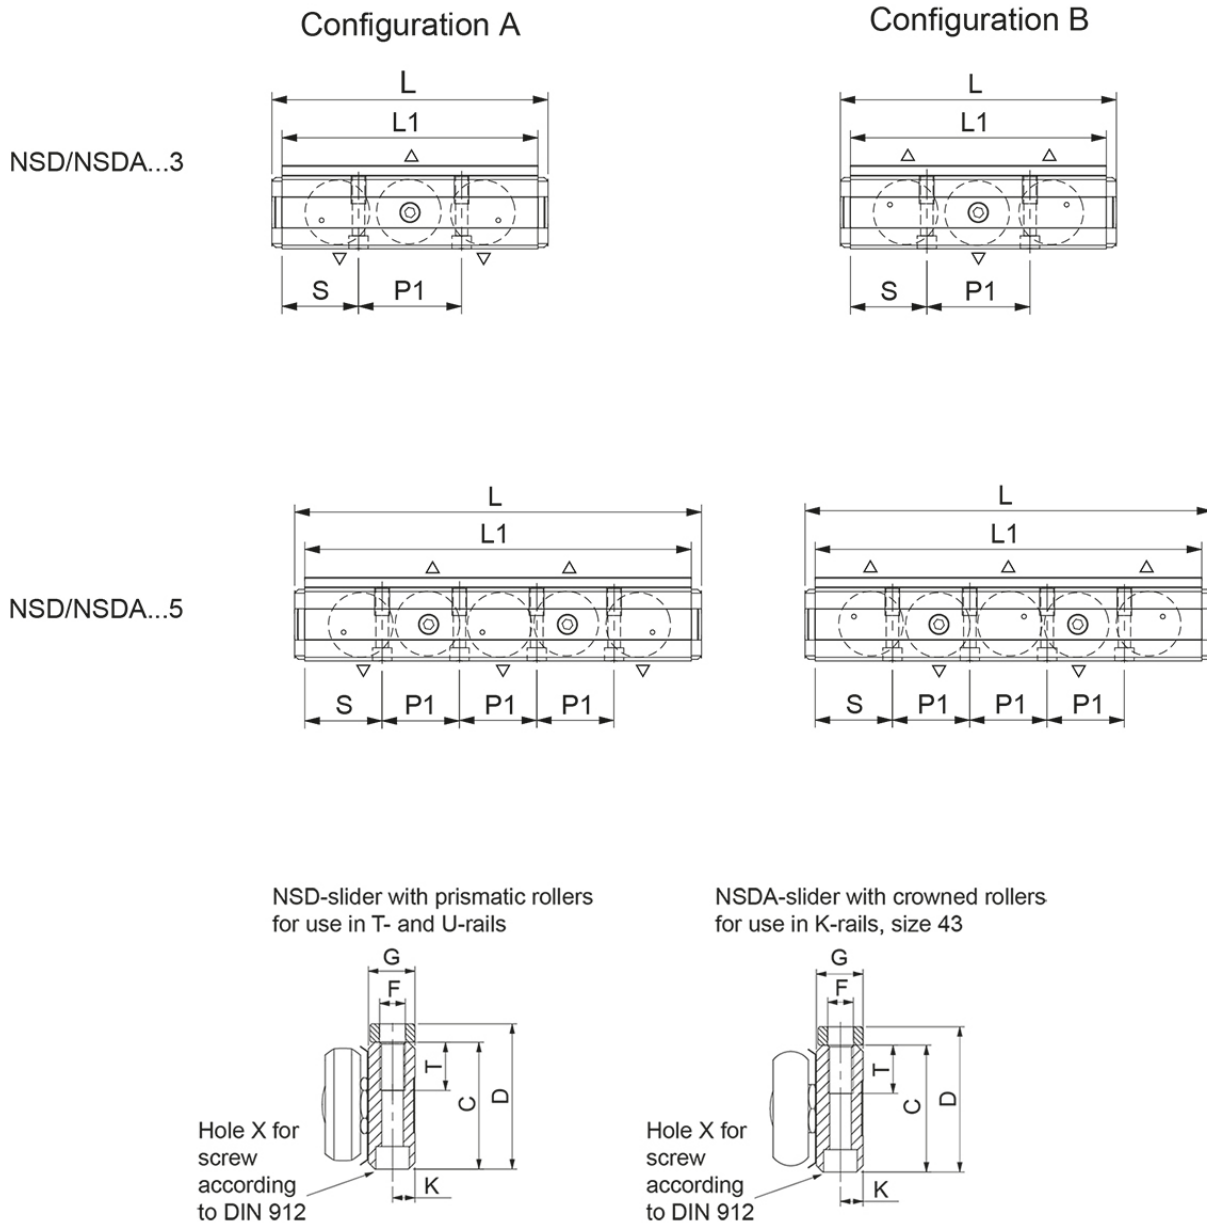 Configuration A
Configuration B
NSD/NSDA...3
L
L1
S
P1
L
L1
S
P1
NSD/NSDA...5
L
L1
S
P1
P1
P1
L
L1
S
P1
P1
P1
NSD-slider with prismatic rollers
for use in T- and U-rails
G
F
T
C
D
K
Hole X for
screw
according
to DIN 912
NSDA-slider with crowned rollers
for use in K-rails, size 43
G
F
T
C
D
K
Hole X for
screw
according
to DIN 912